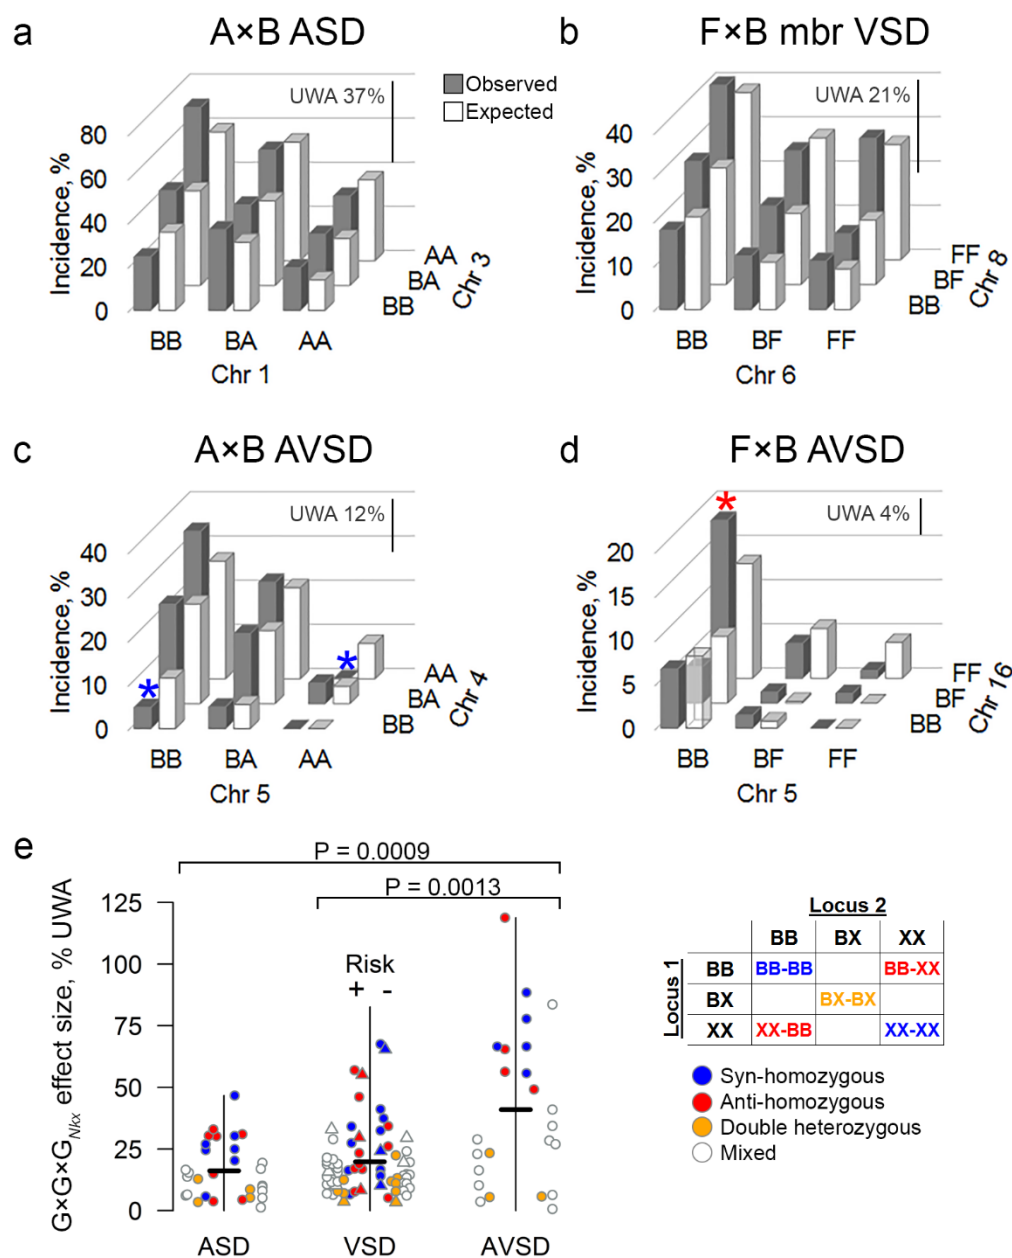 a
A×B ASD
Observed
Expected
UWA 37%
Incidence, %
80
60
40
20
0
BB
BA
AA
Chr 1
BB
BA
AA
Chr 3
b
F×B mbr VSD
UWA 21%
Incidence, %
40
30
20
10
0
BB
BF
FF
Chr 6
BB
BF
FF
Chr 8
c
A×B AVSD
UWA 12%
Incidence, %
40
30
20
10
0
*
*
BB
BA
AA
Chr 5
BB
BA
AA
Chr 4
d
F×B AVSD
UWA 4%
Incidence, %
20
15
10
5
0
*
BB
BF
FF
Chr 5
BB
BF
FF
Chr 16
e
P = 0.0009
P = 0.0013
G×G×G_Nkx effect size, % UWA
125
100
75
50
25
0
Risk
+ -
ASD VSD AVSD
Locus 2
BB BX XX
Locus 1
BB BB-BB BB-XX
BX BX-BX
XX XX-BB XX-XX
Syn-homozygous
Anti-homozygous
Double heterozygous
Mixed